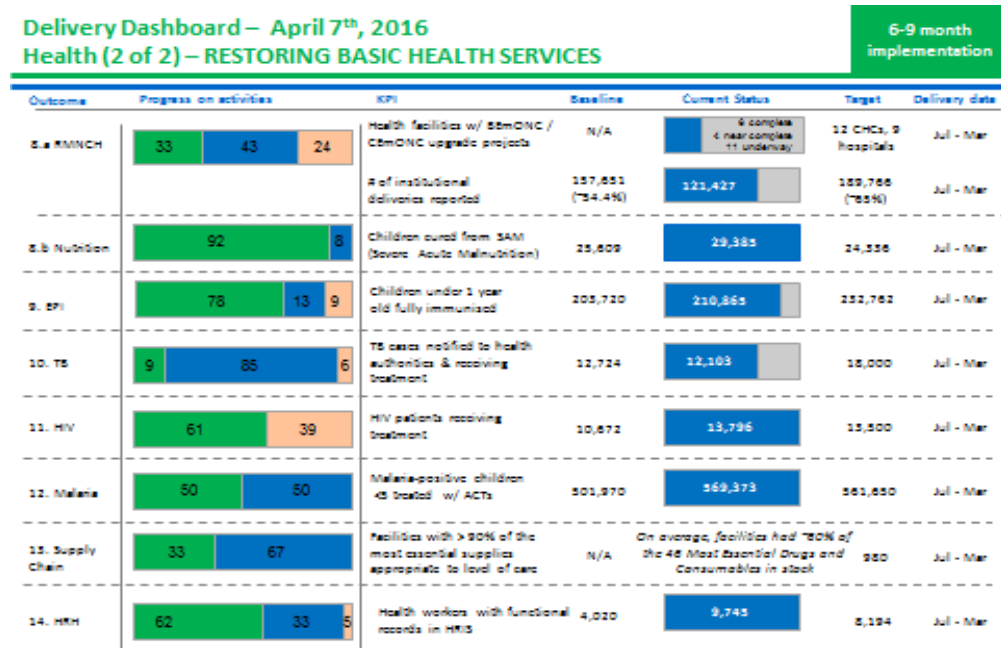 Delivery Dashboard – April 7th, 2016
Health (2 of 2) – RESTORING BASIC HEALTH SERVICES
6-9 month
implementation
Outcome Progress on activities KPI Baseline Current Status Target Delivery date
8.a RMNCH 33 43 24
Health facilities w/ BEmONC /
CEmONC upgrade projects
N/A
6 complete
4 near complete
11 underway
12 CHCs, 9
hospitals
Jul - Mar
# of institutional
deliveries reported
157,651
(~54.4%)
121,427
189,766
(~65%)
Jul - Mar
8.b Nutrition 92 8
Children cured from SAM
(Severe Acute Malnutrition)
25,609 29,385 24,336 Jul - Mar
9. EPI 78 13 9
Children under 1 year
old fully immunised
203,720 210,865 232,762 Jul - Mar
10. TB 9 85 6
TB cases notified to health
authorities & receiving
treatment
12,724 12,103 18,000 Jul - Mar
11. HIV 61 39
HIV patients receiving
treatment
10,672 13,796 13,500 Jul - Mar
12. Malaria 50 50
Malaria-positive children
<5 treated w/ ACTs
501,970 569,373 561,650 Jul - Mar
13. Supply
Chain
33 67
Facilities with > 90% of the
most essential supplies
appropriate to level of care
N/A
On average, facilities had ~60% of
the 46 Most Essential Drugs and
Consumables in stock
980 Jul - Mar
14. HRH 62 33 5
Health workers with functional
records in HRIS
4,020 9,745 8,194 Jul - Mar